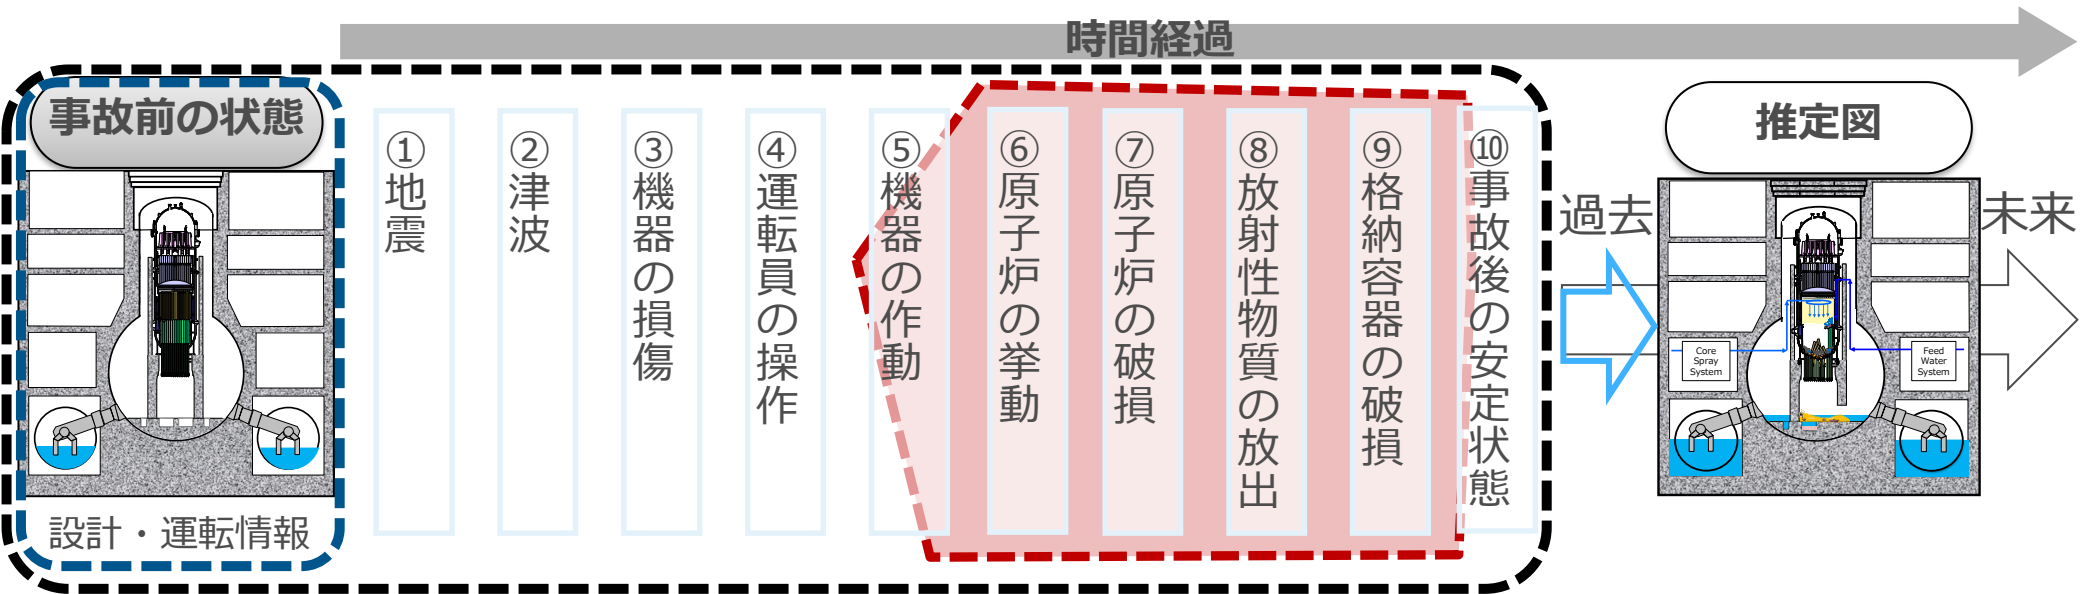 時間経過
事故前の状態
設計・運転情報
①地震
②津波
③機器の損傷
④運転員の操作
⑤機器の作動
⑥原子炉の挙動
⑦原子炉の破損
⑧放射性物質の放出
⑨格納容器の破損
⑩事故後の安定状態
過去
推定図
Core
Spray
System
Feed
Water
System
未来